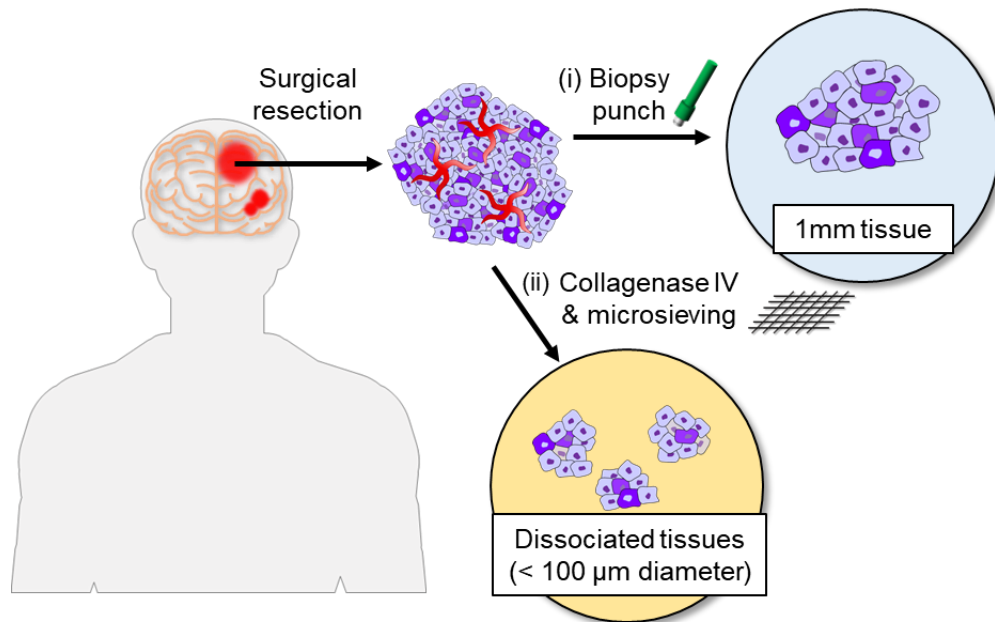 Surgical
resection
(i) Biopsy
punch
1mm tissue
(ii) Collagenase IV
& microsieving
Dissociated tissues
(< 100 µm diameter)